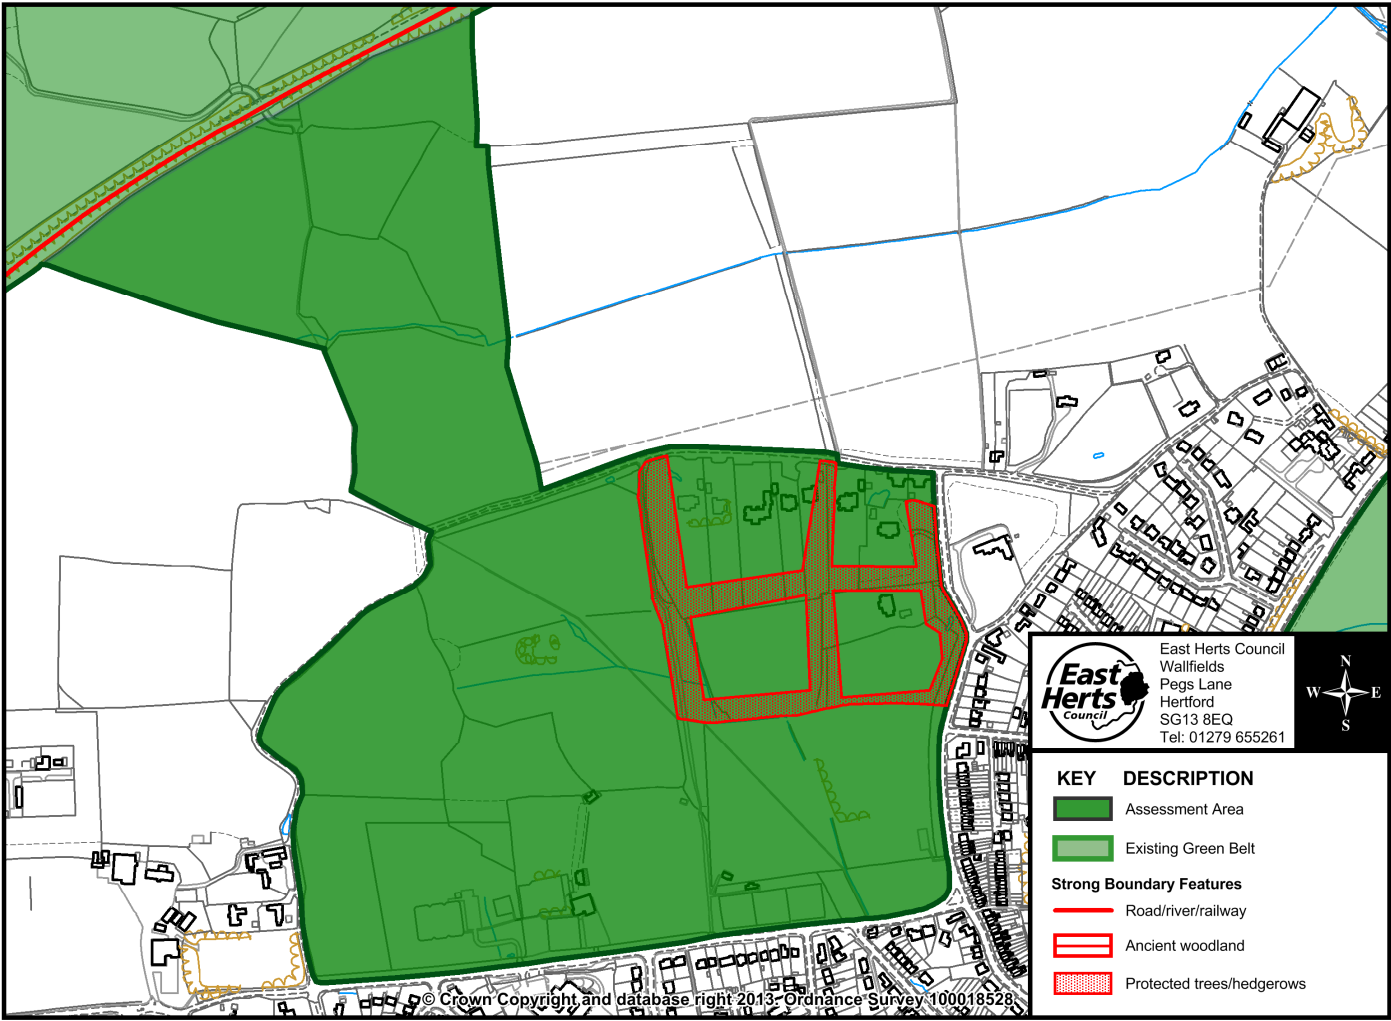 East
Herts
Council
East Herts Council
Wallfields
Pegs Lane
Hertford
SG13 8EQ
Tel: 01279 655261
N
W E
S
KEY DESCRIPTION
Assessment Area
Existing Green Belt
Strong Boundary Features
Road/river/railway
Ancient woodland
Protected trees/hedgerows
© Crown Copyright and database right 2013. Ordnance Survey 100018528